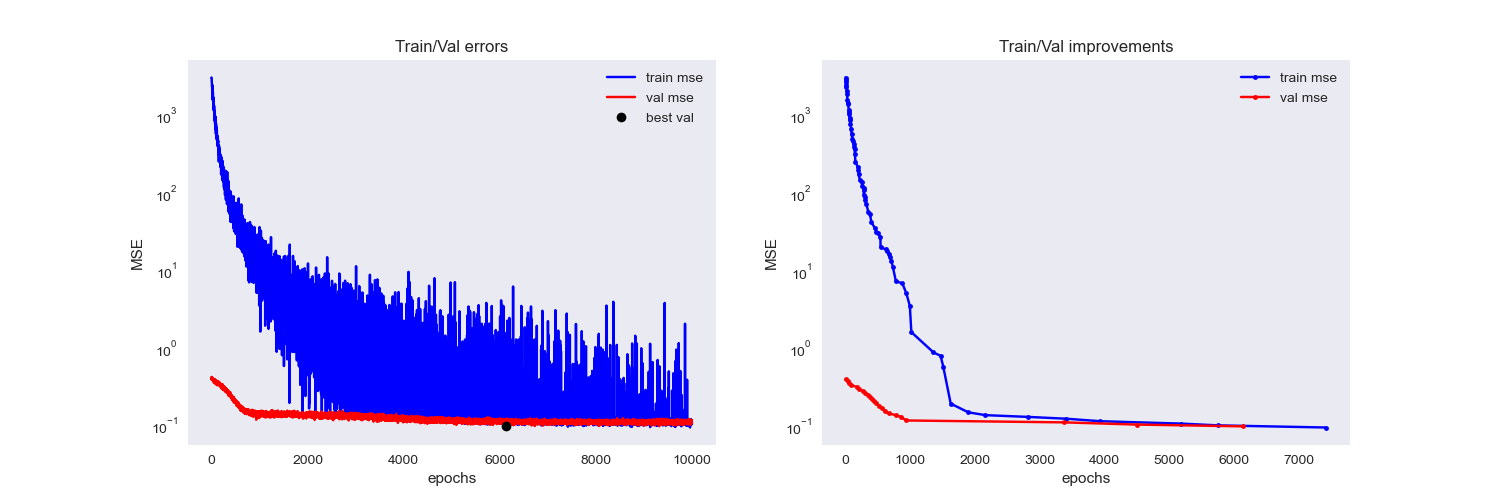 Train/Val errors
train mse
val mse
best val
10^3
10^2
10^1
10^0
10^−1
MSE
0 2000 4000 6000 8000 10000
epochs
Train/Val improvements
train mse
val mse
10^3
10^2
10^1
10^0
10^−1
MSE
0 1000 2000 3000 4000 5000 6000 7000
epochs